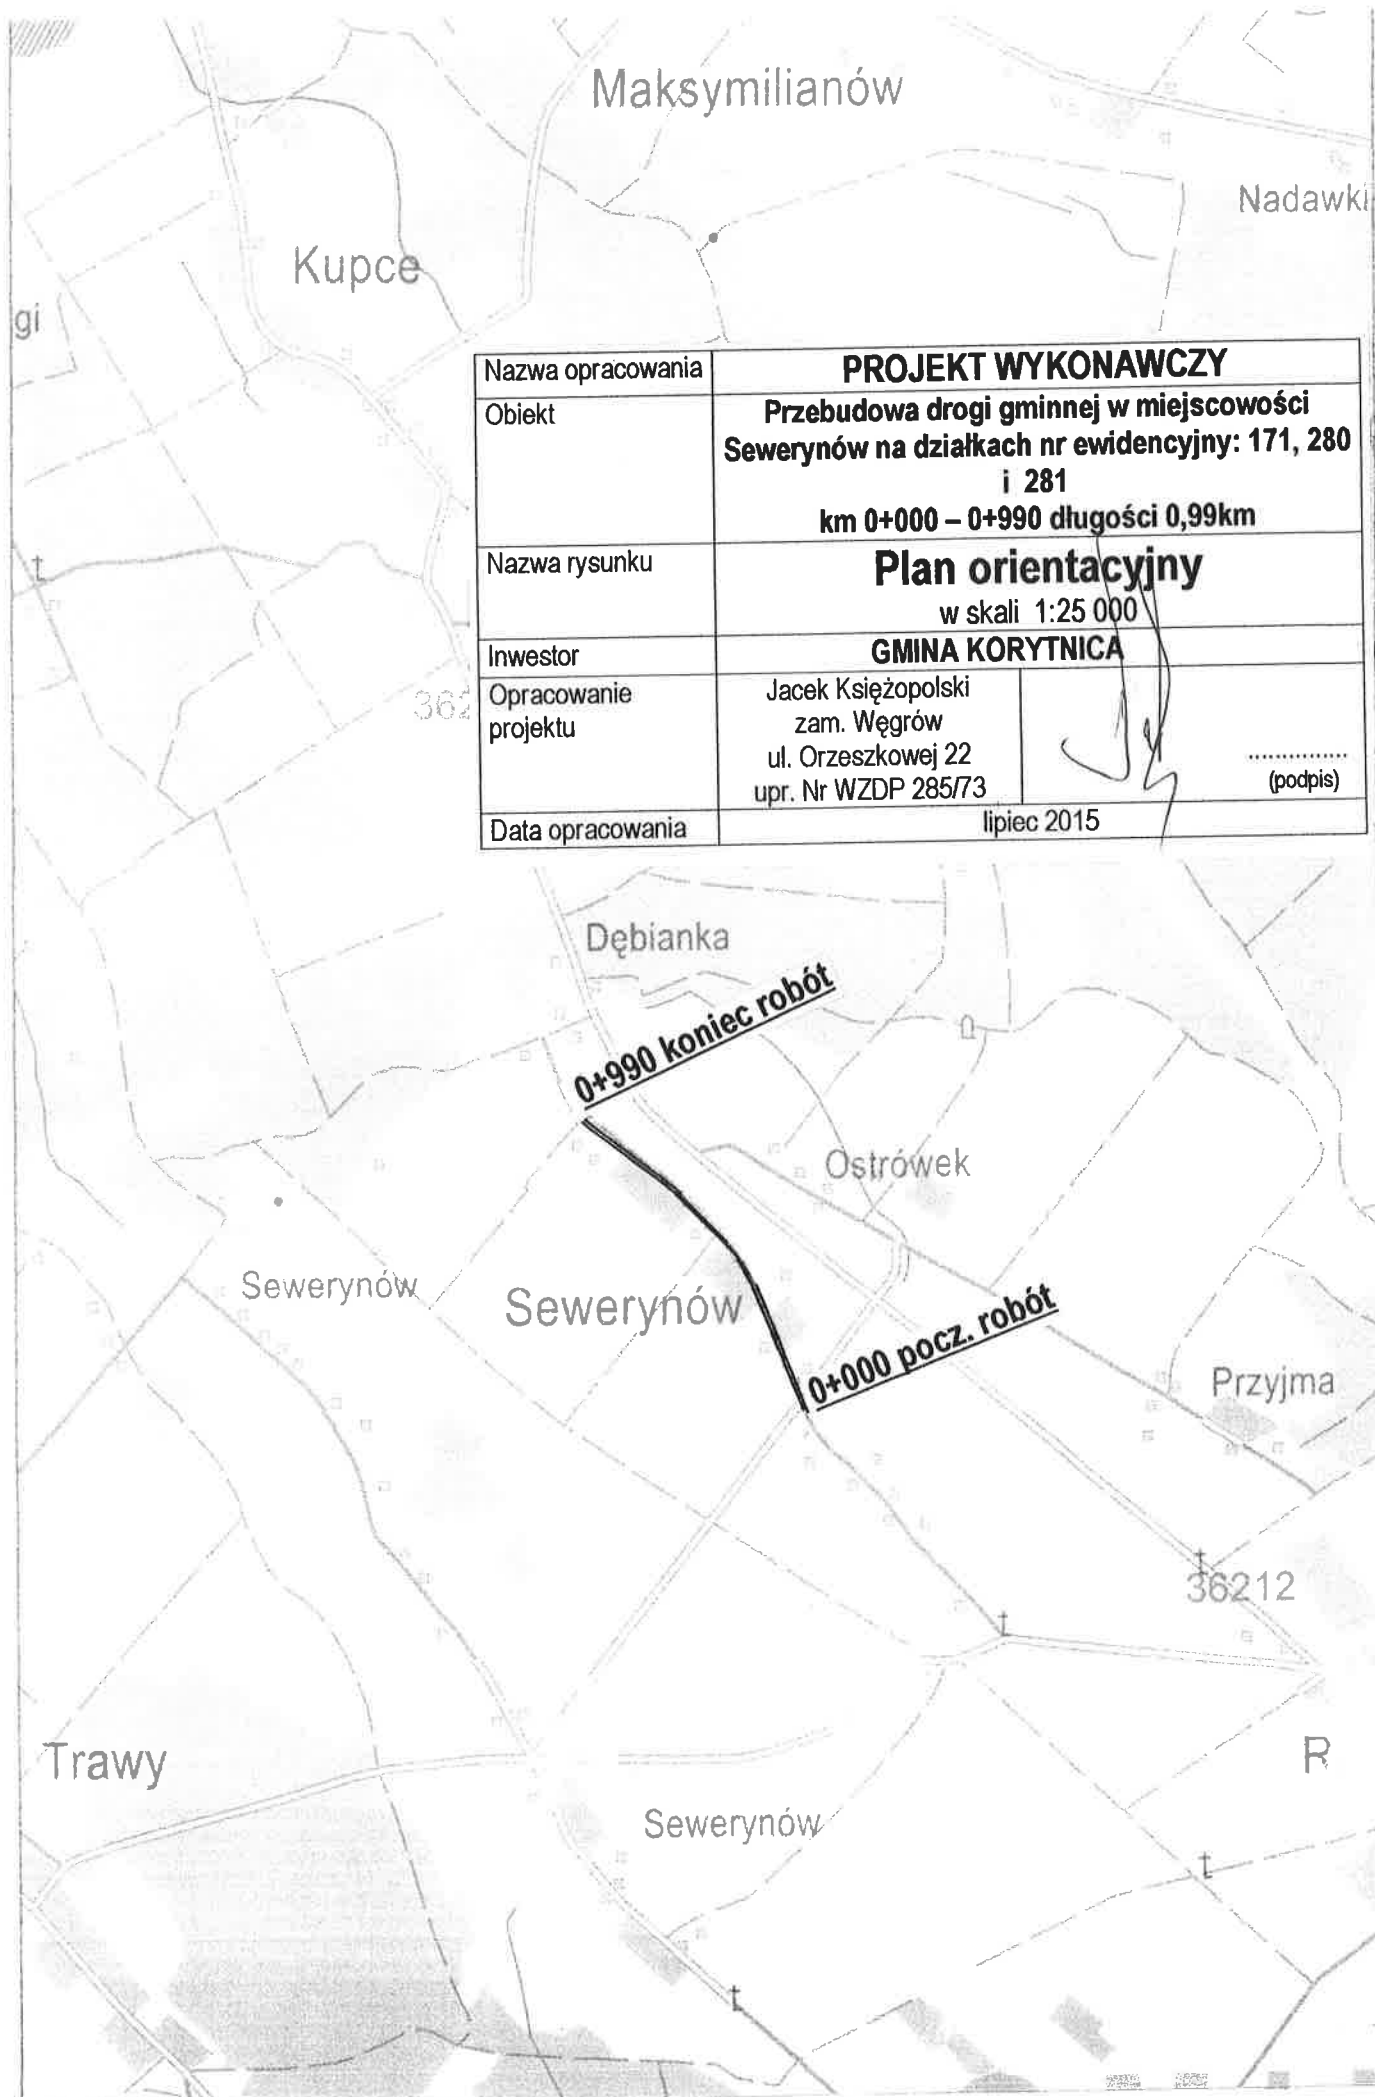 Maksymilianów
Nadawki
Kupce
gi
Nazwa opracowania
PROJEKT WYKONAWCZY
Obiekt
Przebudowa drogi gminnej w miejscowości
Sewerynów na działkach nr ewidencyjny: 171, 280
i 281
km 0+000 – 0+990 długości 0,99km
Nazwa rysunku
Plan orientacyjny
w skali 1:25 000
Inwestor
GMINA KORYTNICA
Opracowanie
projektu
Jacek Księżopolski
zam. Węgrów
ul. Orzeszkowej 22
upr. Nr WZDP 285/73
...............
(podpis)
Data opracowania
lipiec 2015
362
Dębianka
0+990 koniec robót
Ostrówek
Sewerynów
Sewerynów
0+000 pocz. robót
Przyjma
36212
Trawy
R
Sewerynów